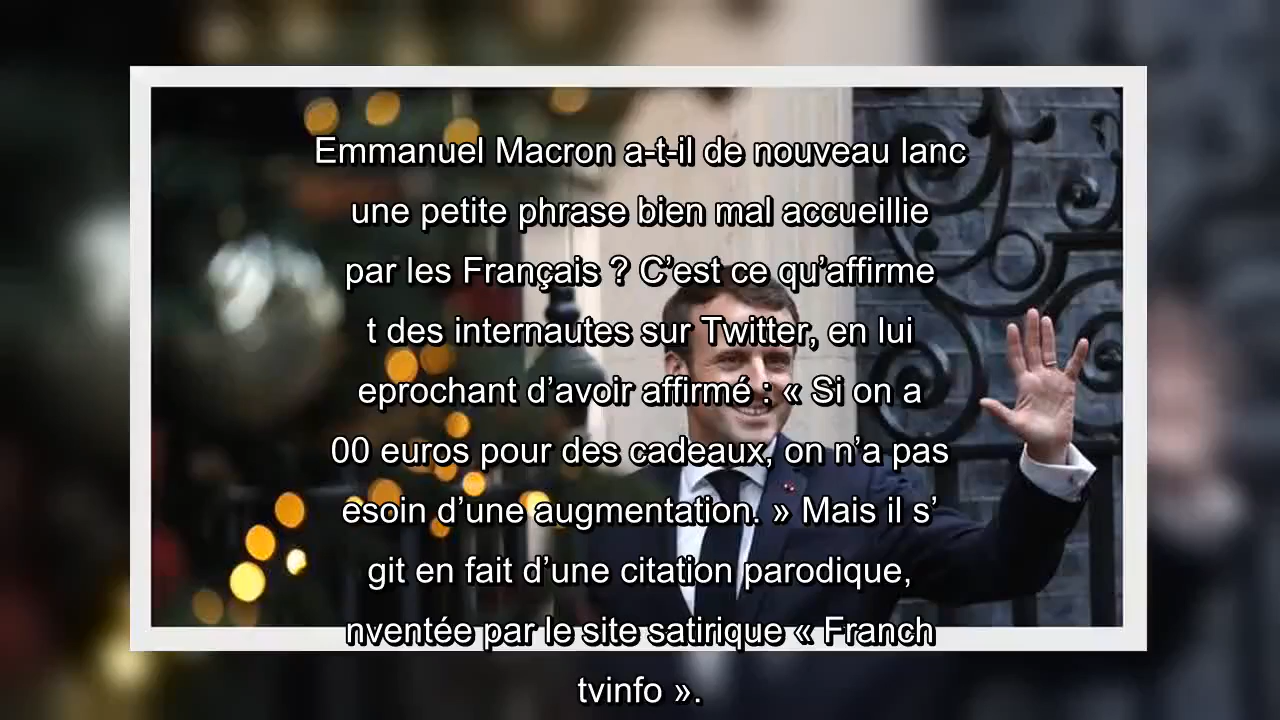 Emmanuel Macron a-t-il de nouveau lanc
une petite phrase bien mal accueillie
par les Français ? C’est ce qu’affirme
t des internautes sur Twitter, en lui
eprochant d’avoir affirmé : « Si on a
00 euros pour des cadeaux, on n’a pas
esoin d’une augmentation. » Mais il s’
git en fait d’une citation parodique,
nventée par le site satirique « Franch
tvinfo ».